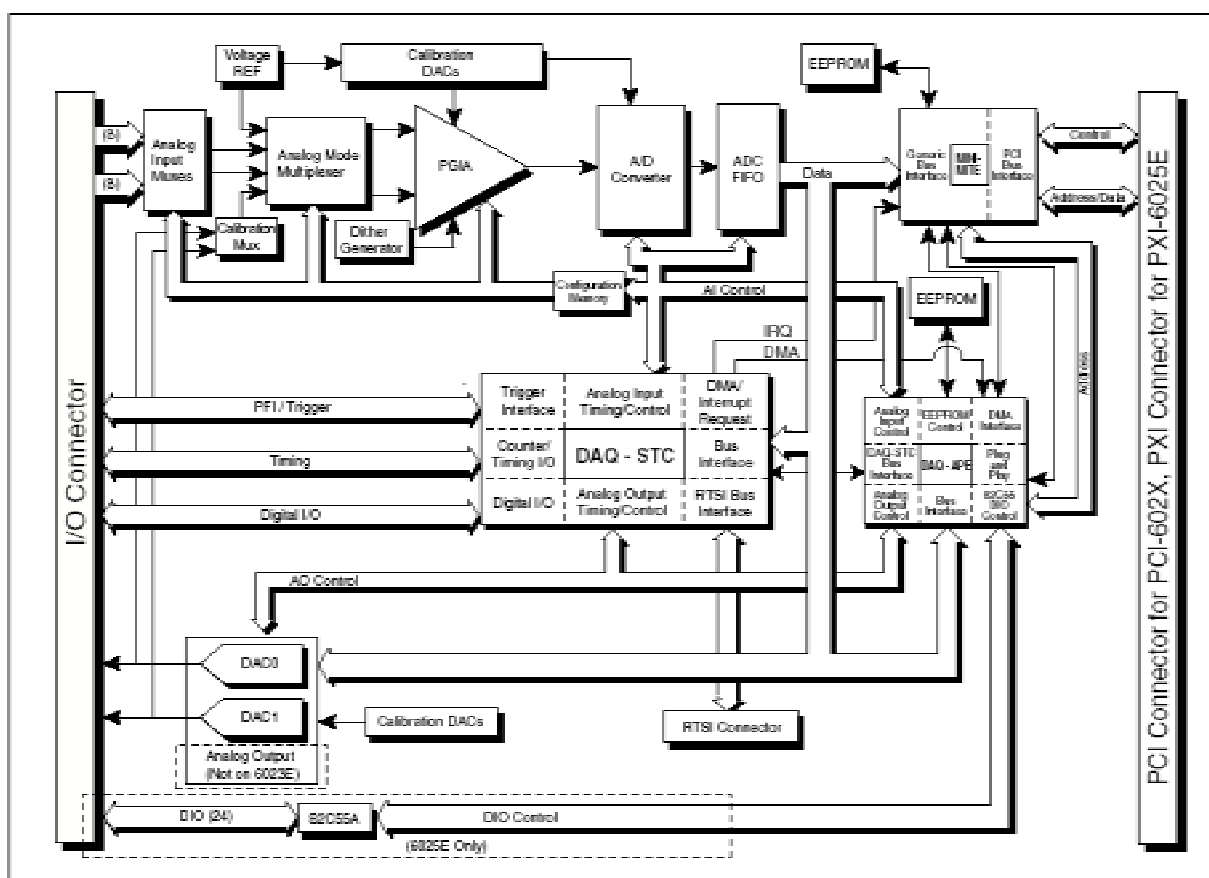 Voltage
REF
Calibration
DACs
EEPROM
(8)
(8)
Analog
Input
Muxes
Analog Mode
Multiplexer
PGIA
A/D
Converter
ADC
FIFO
Data
Generic
Bus
Interface
MINI-
MITE
PCI
Bus
Interface
Control
Address/Data
Calibration
Mux
Dither
Generator
Configuration
Memory
AI Control
EEPROM
IRQ
DMA
Address
I/O Connector
PCI Connector for PCI-602X, PXI Connector for PXI-6025E
PFI / Trigger
Timing
Digital I/O
Trigger
Interface
Analog Input
Timing/Control
DMA/
Interrupt
Request
Counter/
Timing I/O
DAQ - STC
Bus
Interface
Digital I/O
Analog Output
Timing/Control
RTSI Bus
Interface
Analog
Input
Control
EEPROM
Control
DMA
Interface
DAQ-STC
Bus
Interface
DAQ - APE
Plug
and
Play
Analog
Output
Control
Bus
Interface
82C55
DIO
Control
AO Control
DAC0
DAC1
Calibration DACs
RTSI Connector
Analog Output
(Not on 6023E)
DIO (24)
82C55A
DIO Control
(6025E Only)